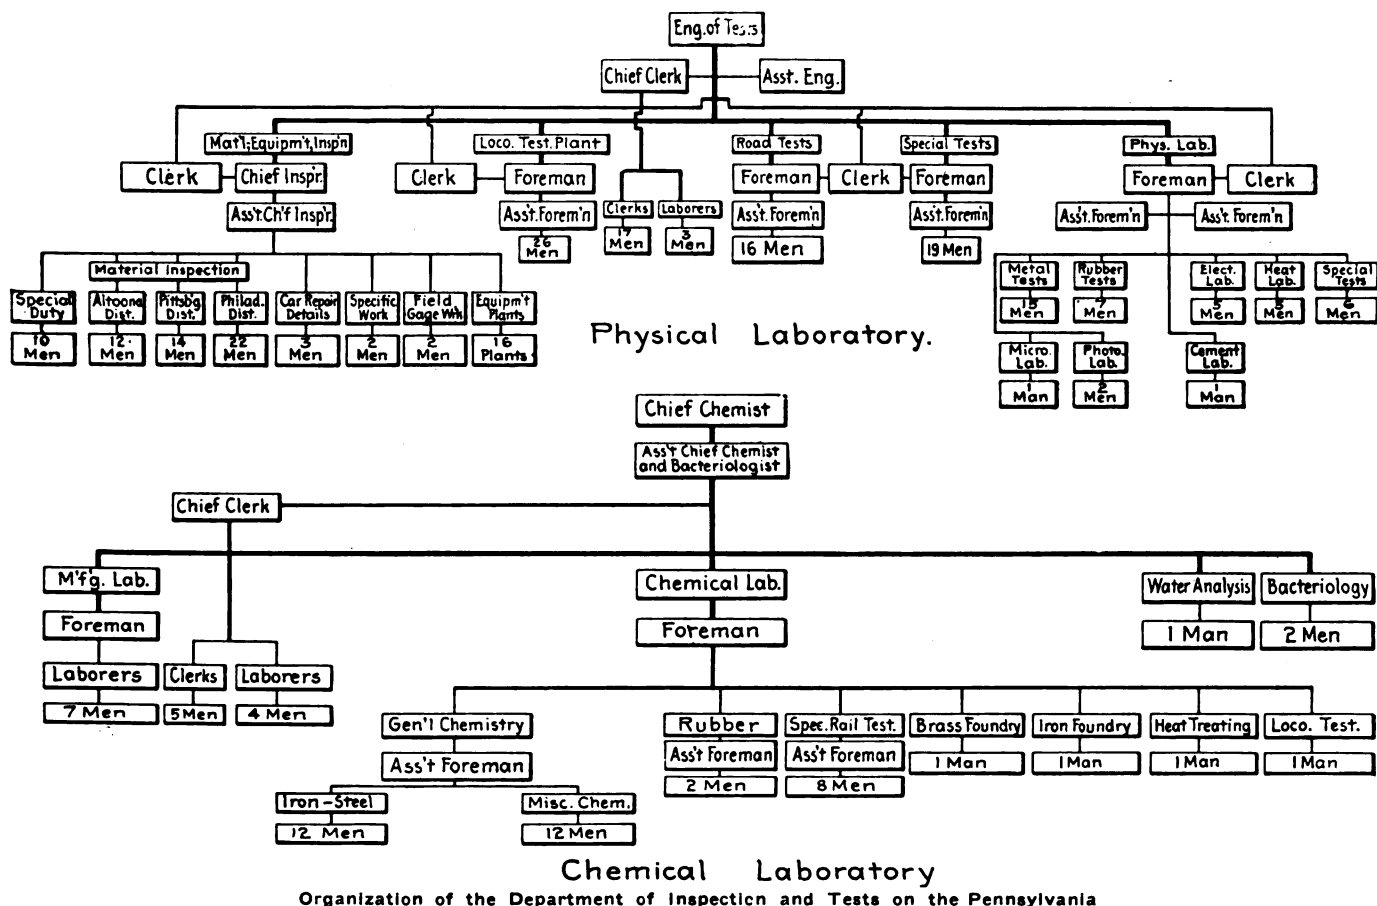 Eng. of Tests
Chief Clerk
Asst. Eng.
Mat'l; Equipm't, Insp'n
Loco. Test. Plant
Road Tests
Special Tests
Phys. Lab.
Clerk
Chief Insp'r.
Clerk
Foreman
Foreman
Clerk
Foreman
Foreman
Clerk
Ass't. Ch'f Insp'r.
Ass't. Forem'n
Clerks
Laborers
Ass't. Forem'n
Ass't. Forem'n
Ass't. Forem'n
Ass't. Forem'n
26
Men
17
Men
3
Men
16 Men
19 Men
Material Inspection
Special
Duty
Altoona
Dist.
Pittsb'g
Dist.
Philad.
Dist.
Car Repair
Details
Specific
Work
Field
Gage Wk.
Equipm't
Plants
10
Men
12
Men
14
Men
22
Men
3
Men
2
Men
2
Men
16
Plants
Metal
Tests
Rubber
Tests
Elect.
Lab.
Heat
Lab.
Special
Tests
Men
7
Men
5
Men
Men
6
Men
Micro.
Lab.
Photo.
Lab.
Cement
Lab.
1
Man
2
Men
1
Man
Physical Laboratory.
Chief Chemist
Ass't Chief Chemist
and Bacteriologist
Chief Clerk
M'f'g. Lab.
Chemical Lab.
Water Analysis
Bacteriology
Foreman
Foreman
1 Man
2 Men
Laborers
Clerks
Laborers
7 Men
5 Men
4 Men
Gen'l Chemistry
Rubber
Spec. Rail Test.
Brass Foundry
Iron Foundry
Heat Treating
Loco. Test.
Ass't Foreman
Ass't Foreman
Ass't Foreman
1 Man
1 Man
1 Man
1 Man
2 Men
8 Men
Iron-Steel
Misc. Chem.
12 Men
12 Men
Chemical Laboratory
Organization of the Department of Inspection and Tests on the Pennsylvania